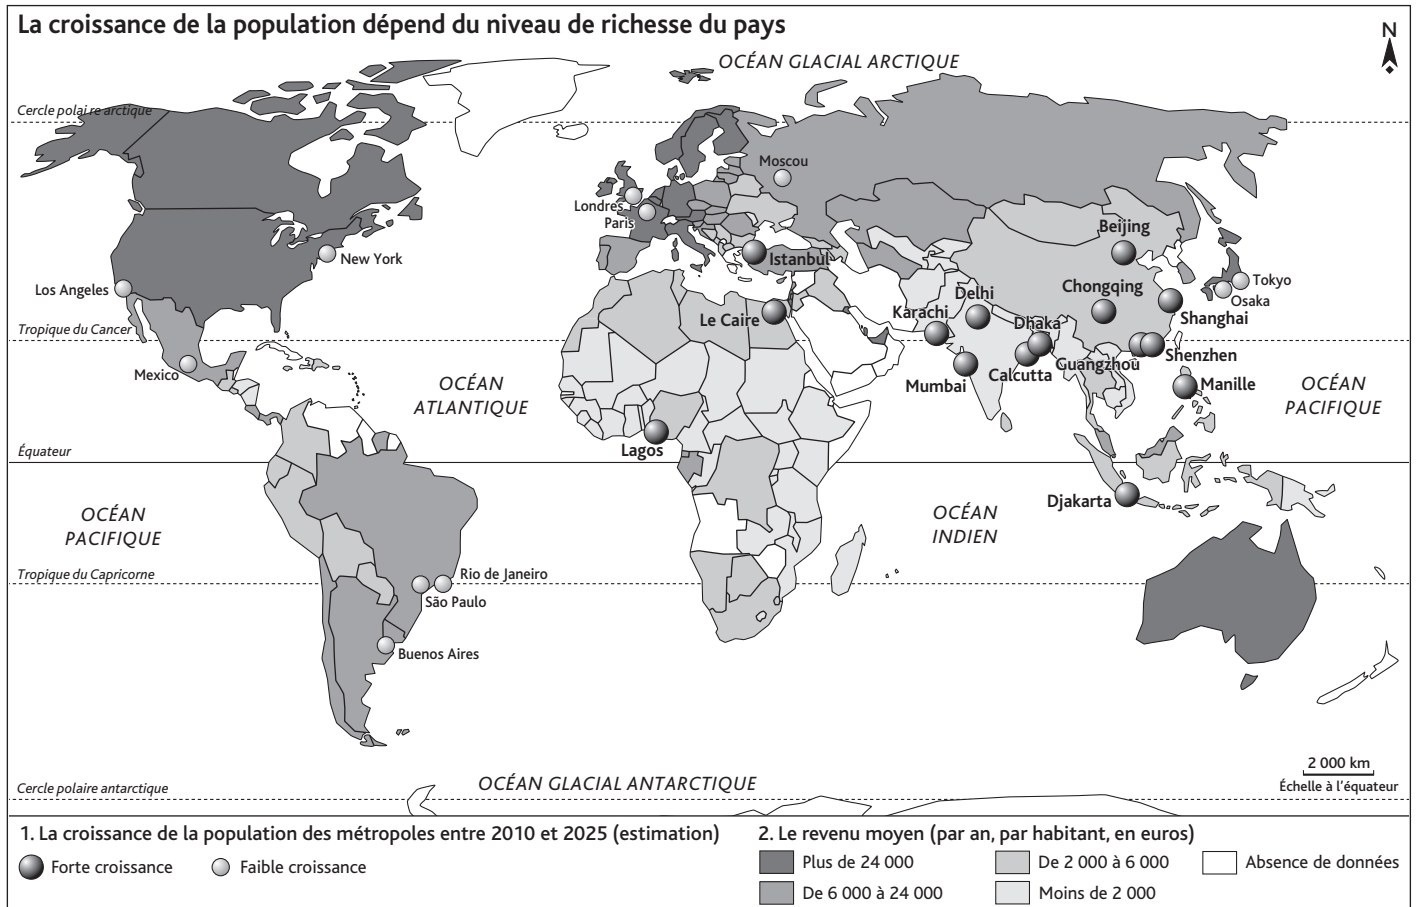 La croissance de la population dépend du niveau de richesse du pays
N
OCÉAN GLACIAL ARCTIQUE
Cercle polaire arctique
Moscou
Londres
Paris
Beijing
New York
Istanbul
Los Angeles
Delhi
Chongqing
Tokyo
Osaka
Karachi
Le Caire
Dhaka
Shanghai
Tropique du Cancer
Mexico
Mumbai
Calcutta
Guangzhou
Shenzhen
Manille
OCÉAN
ATLANTIQUE
OCÉAN
PACIFIQUE
Lagos
Équateur
Djakarta
OCÉAN
PACIFIQUE
OCÉAN
INDIEN
Tropique du Capricorne
Rio de Janeiro
São Paulo
Buenos Aires
2 000 km
Échelle à l'équateur
Cercle polaire antarctique
OCÉAN GLACIAL ANTARCTIQUE
1. La croissance de la population des métropoles entre 2010 et 2025 (estimation)
Forte croissance
Faible croissance
2. Le revenu moyen (par an, par habitant, en euros)
Plus de 24 000
De 2 000 à 6 000
Absence de données
De 6 000 à 24 000
Moins de 2 000